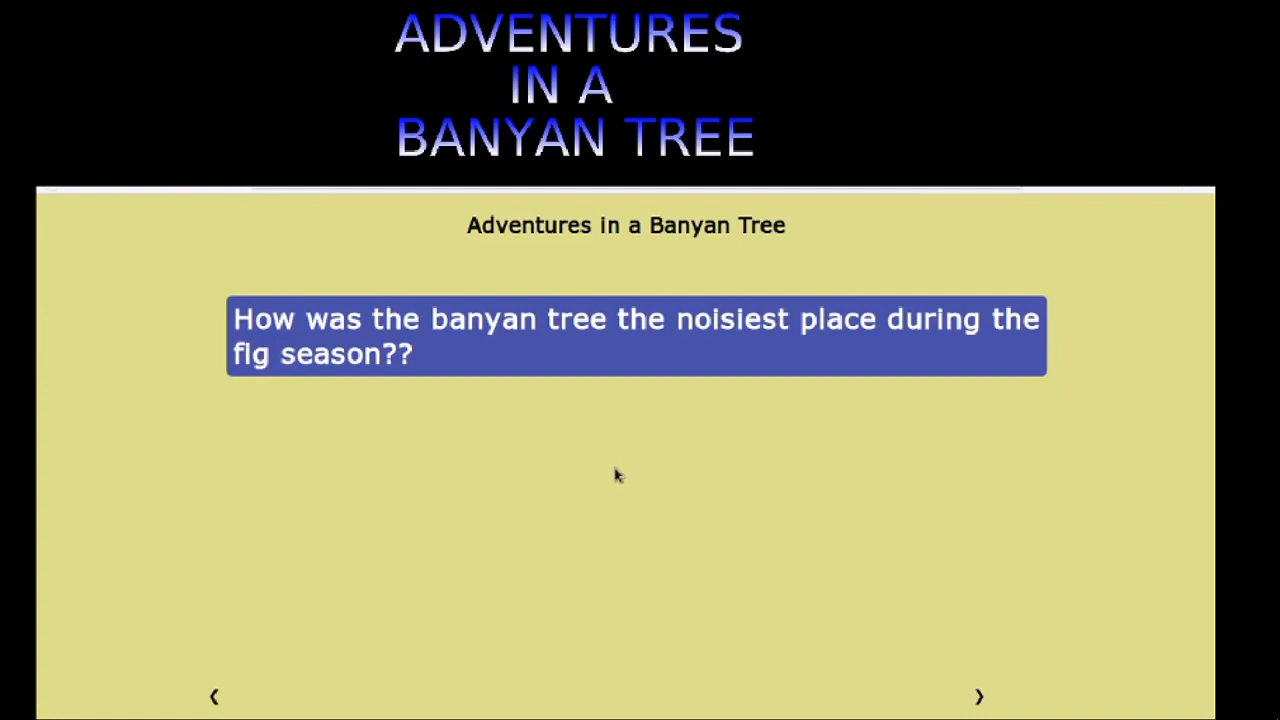 ADVENTURES
IN A
BANYAN TREE
Adventures in a Banyan Tree
How was the banyan tree the noisiest place during the
fig season??
❮
❯